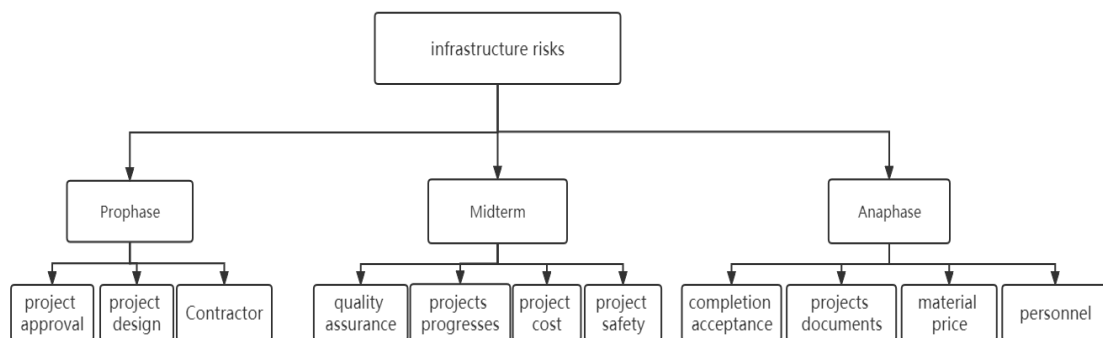 infrastructure risks
Prophase
Midterm
Anaphase
project
approval
project
design
Contractor
quality
assurance
projects
progresses
project
cost
project
safety
completion
acceptance
projects
documents
material
price
personnel